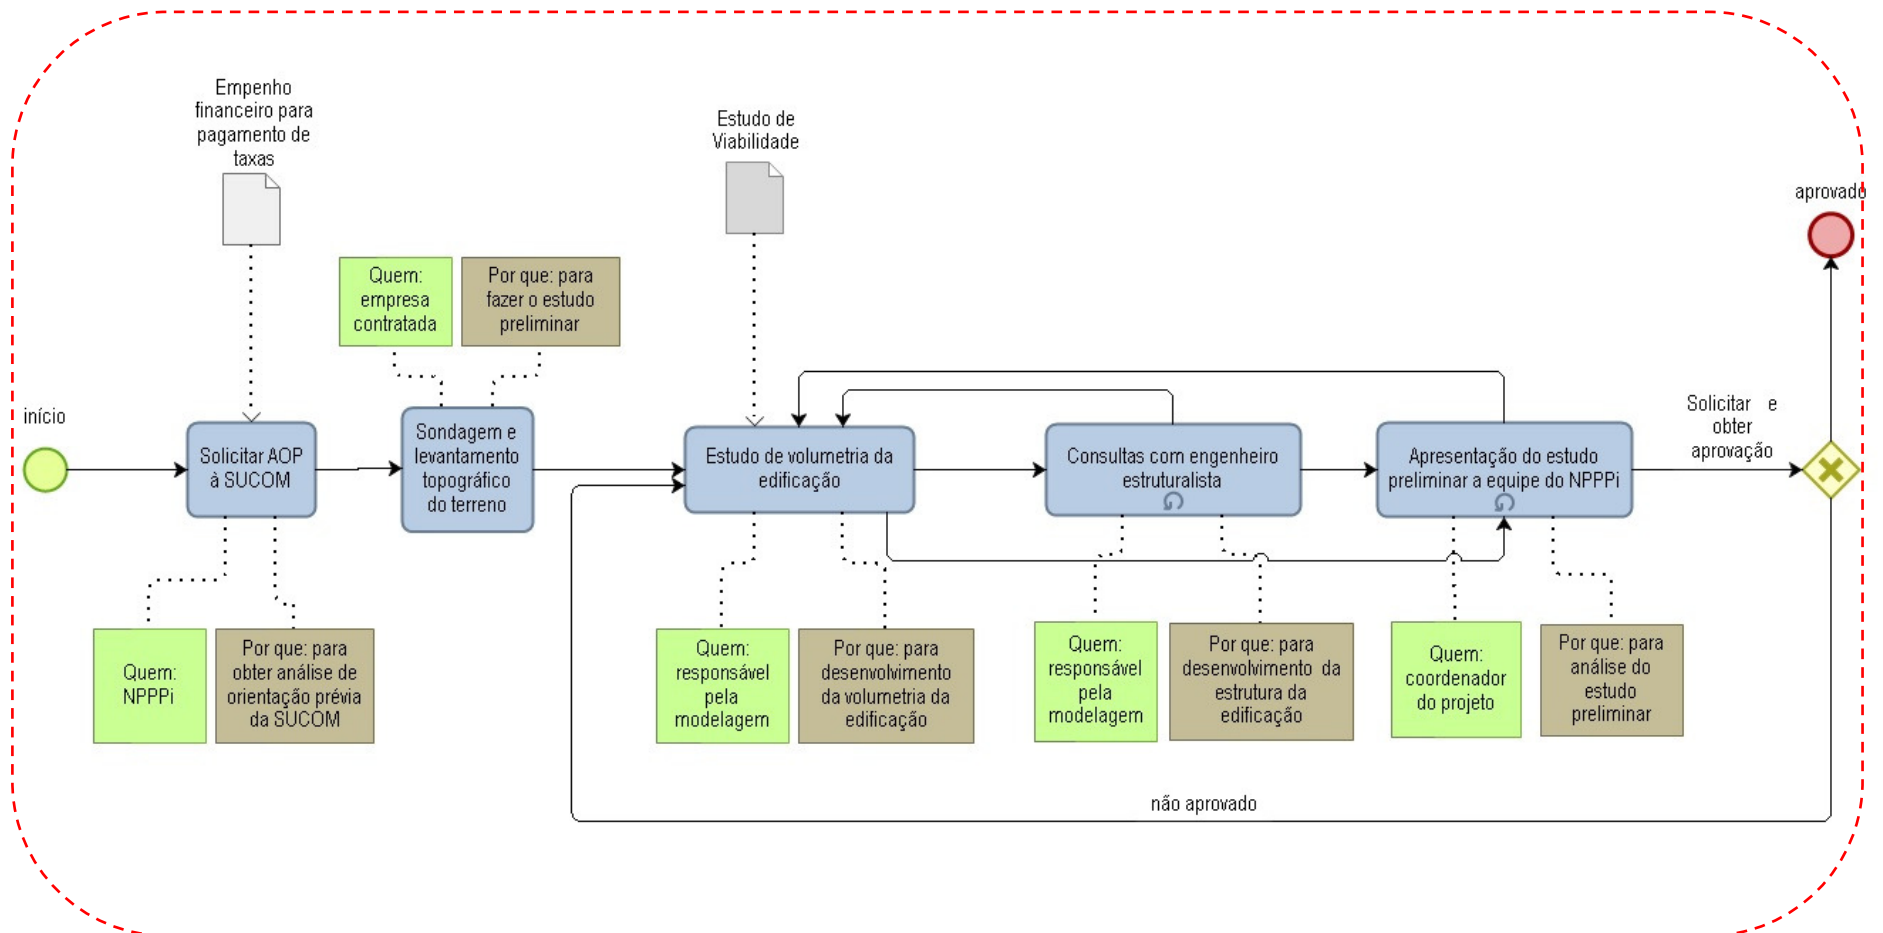 Empenho
financeiro para
pagamento de
taxas
Estudo de
Viabilidade
aprovado
Quem:
empresa
contratada
Por que: para
fazer o estudo
preliminar
início
Solicitar AOP
à SUCOM
Sondagem e
levantamento
topográfico
do terreno
Estudo de volumetria da
edificação
Consultas com engenheiro
estruturalista
Apresentação do estudo
preliminar a equipe do NPPPi
Solicitar e
obter
aprovação
Quem:
NPPPi
Por que: para
obter análise de
orientação prévia
da SUCOM
Quem:
responsável
pela
modelagem
Por que: para
desenvolvimento
da volumetria da
edificação
Quem:
responsável
pela
modelagem
Por que: para
desenvolvimento da
estrutura da
edificação
Quem:
coordenador
do projeto
Por que: para
análise do
estudo
preliminar
não aprovado